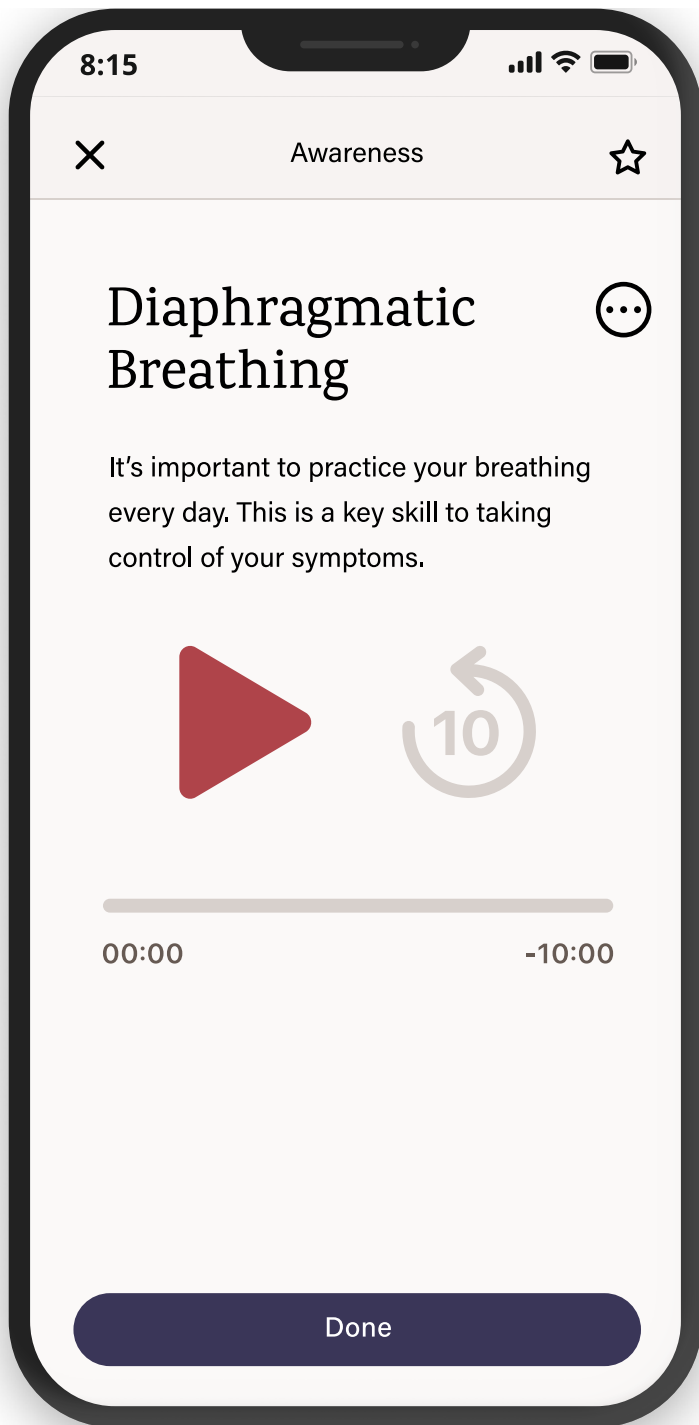 8:15
Awareness
Diaphragmatic
Breathing
It’s important to practice your breathing
every day. This is a key skill to taking
control of your symptoms.
10
00:00
-10:00
Done